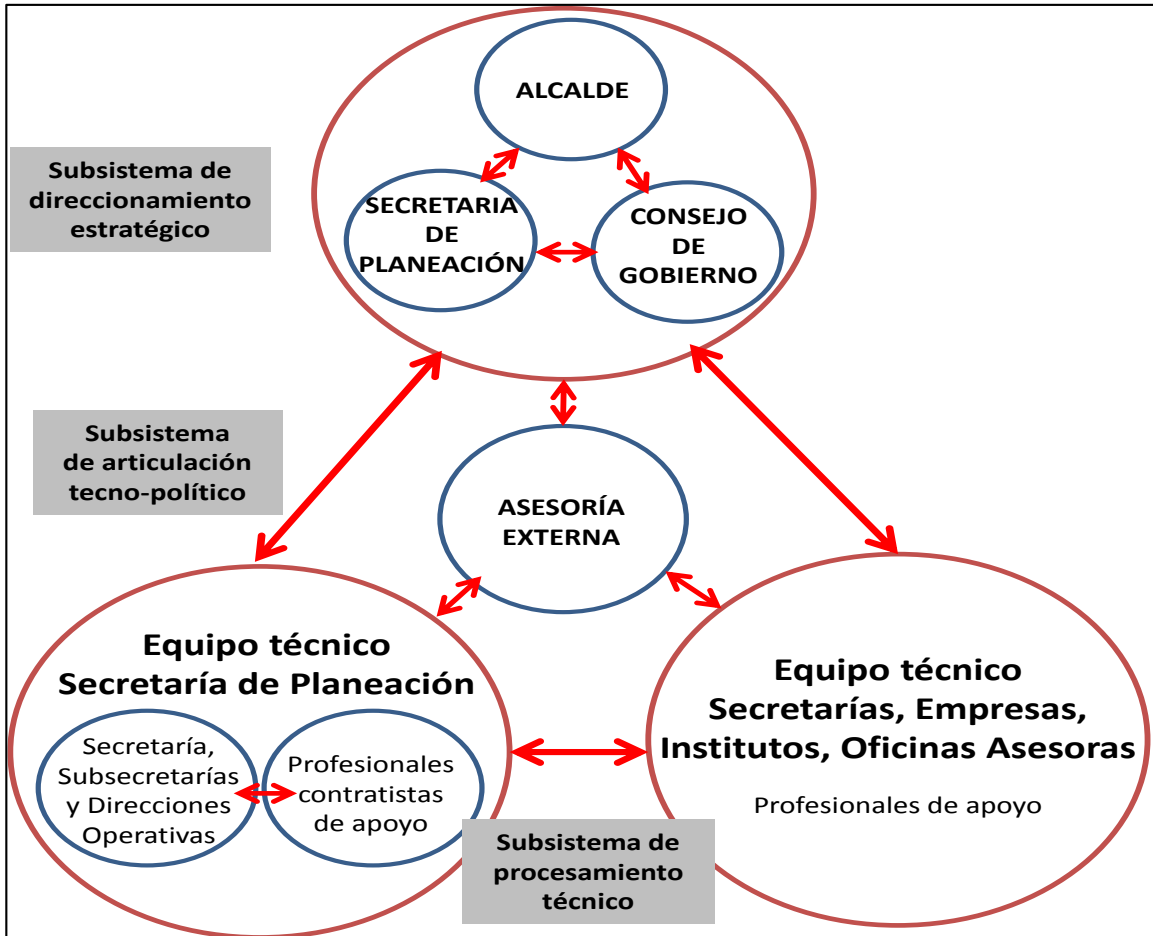 ALCALDE
Subsistema de
direccionamiento
estratégico
SECRETARIA
DE
PLANEACIÓN
CONSEJO
DE
GOBIERNO
Subsistema
de articulación
tecno-político
ASESORÍA
EXTERNA
Equipo técnico
Secretaría de Planeación
Secretaría,
Subsecretarías
y Direcciones
Operativas
Profesionales
contratistas
de apoyo
Equipo técnico
Secretarías, Empresas,
Institutos, Oficinas Asesoras
Profesionales de apoyo
Subsistema de
procesamiento
técnico